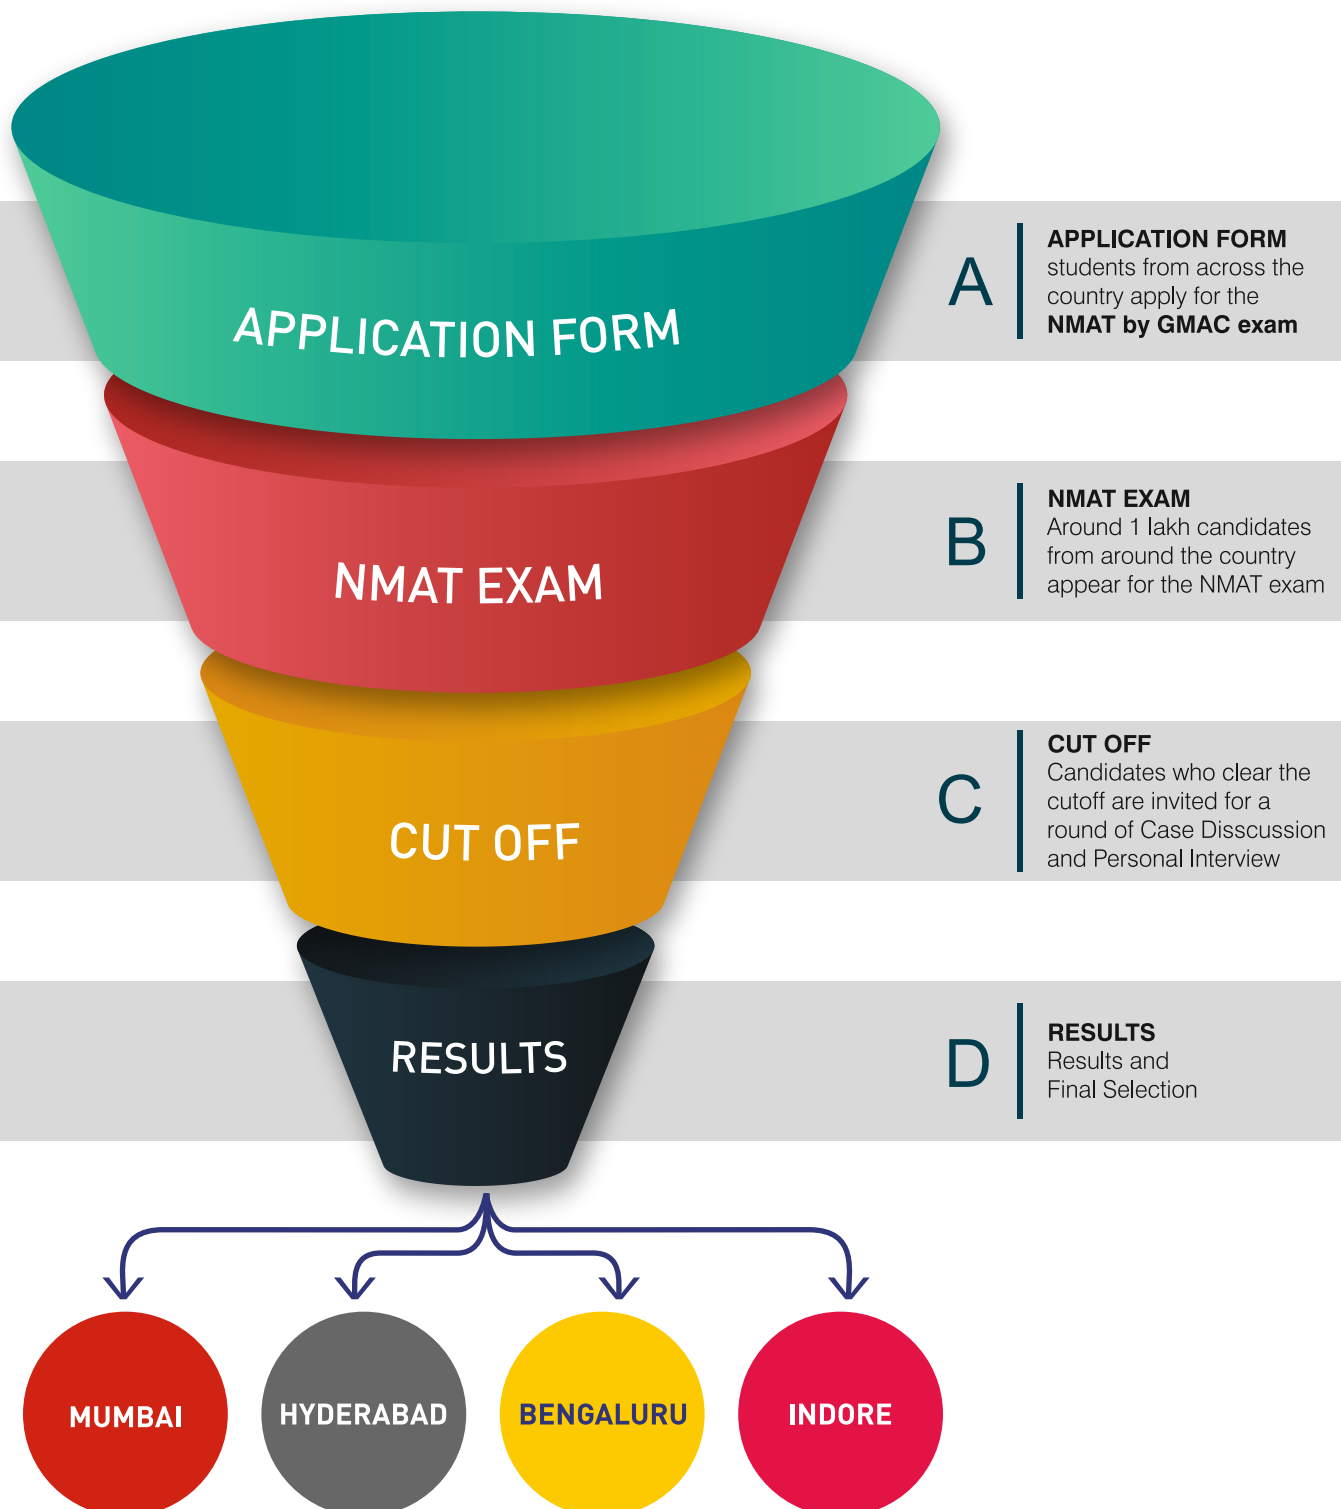 APPLICATION FORM
A
APPLICATION FORM
students from across the
country apply for the
NMAT by GMAC exam
NMAT EXAM
B
NMAT EXAM
Around 1 lakh candidates
from around the country
appear for the NMAT exam
CUT OFF
C
CUT OFF
Candidates who clear the
cutoff are invited for a
round of Case Disscussion
and Personal Interview
RESULTS
D
RESULTS
Results and
Final Selection
MUMBAI
HYDERABAD
BENGALURU
INDORE